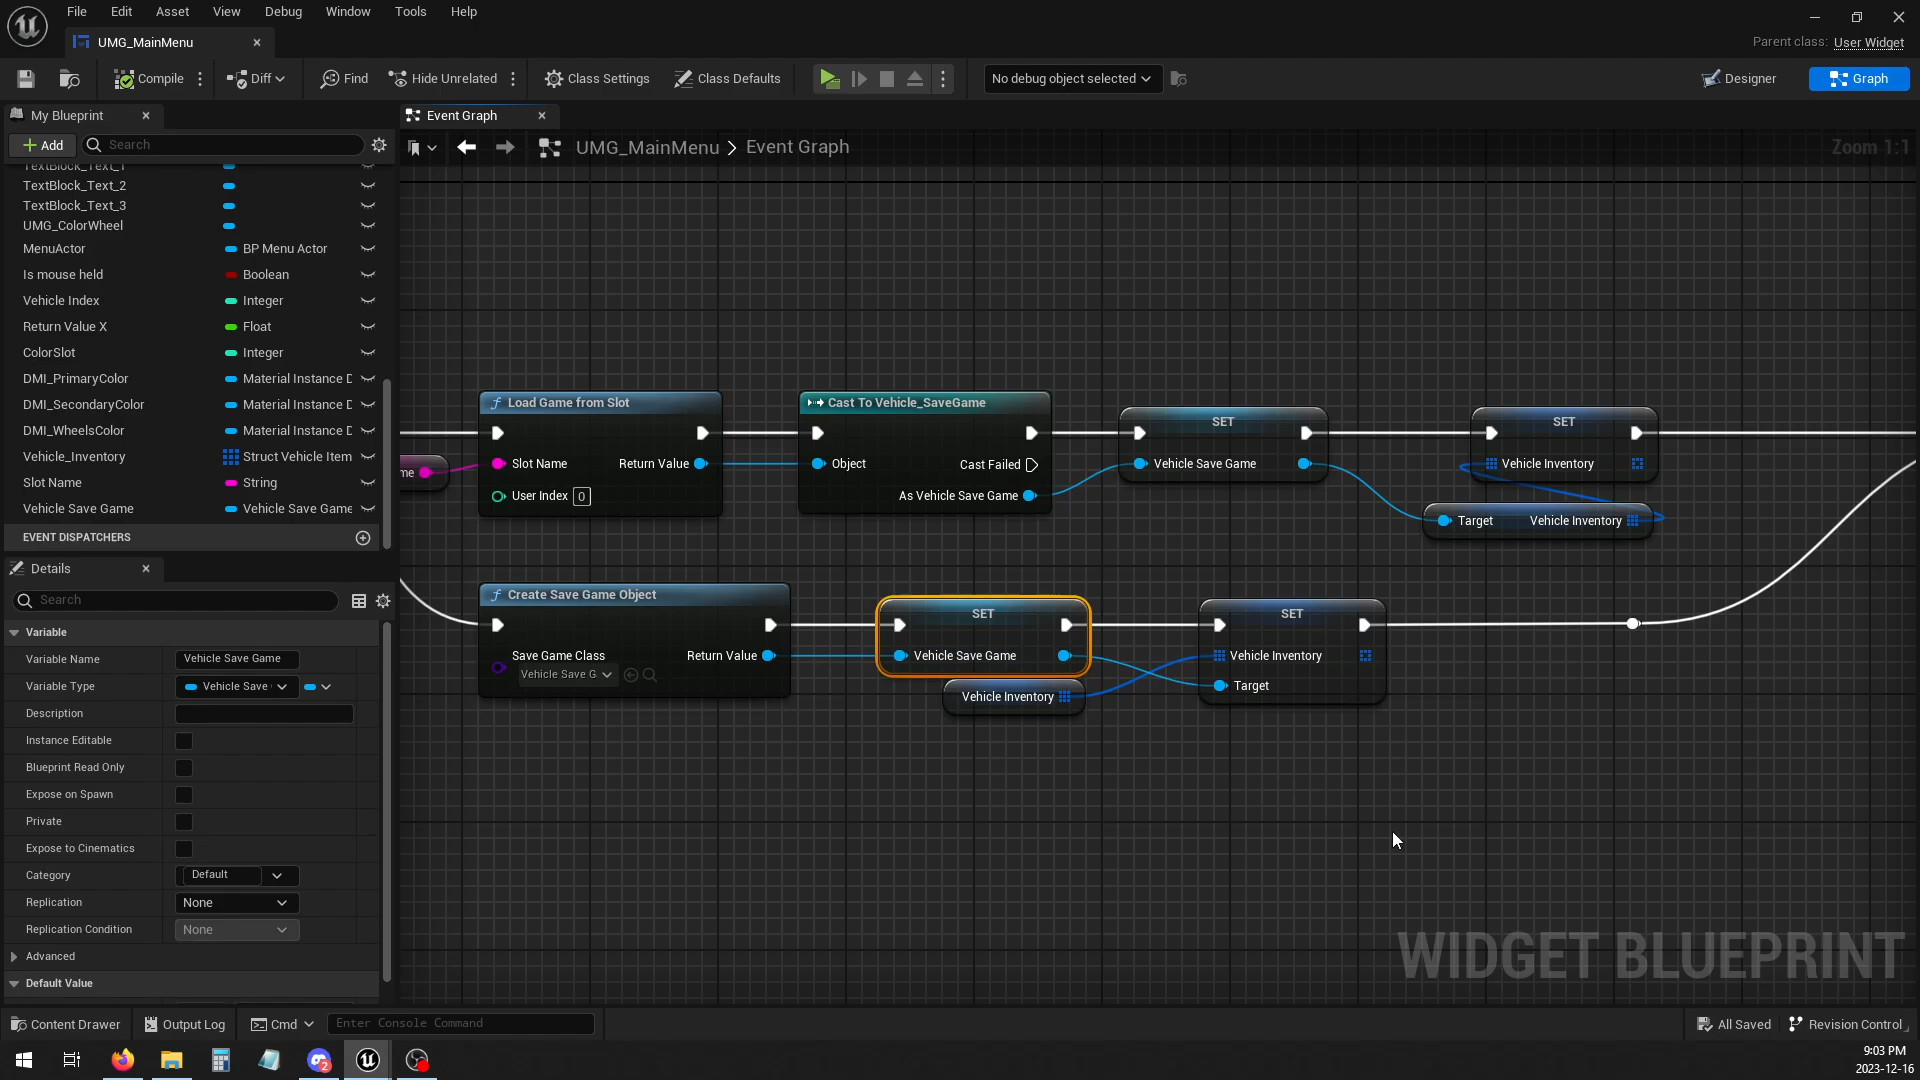 File Edit Asset View Debug Window Tools Help
UMG_MainMenu
Parent class: User Widget
Compile Diff Find Hide Unrelated Class Settings Class Defaults No debug object selected Designer Graph
My Blueprint
Event Graph
Add Search
UMG_MainMenu > Event Graph
Zoom 1:1
TextBlock_Text_1
TextBlock_Text_2
TextBlock_Text_3
UMG_ColorWheel
MenuActor BP Menu Actor
Is mouse held Boolean
Vehicle Index Integer
Return Value X Float
ColorSlot Integer
DMI_PrimaryColor Material Instance D
DMI_SecondaryColor Material Instance D
DMI_WheelsColor Material Instance D
Vehicle_Inventory Struct Vehicle Item
Slot Name String
Vehicle Save Game Vehicle Save Game
EVENT DISPATCHERS
Details
Search
Variable
Variable Name Vehicle Save Game
Variable Type Vehicle Save
Description
Instance Editable
Blueprint Read Only
Expose on Spawn
Private
Expose to Cinematics
Category Default
Replication None
Replication Condition None
Advanced
Default Value
me
Load Game from Slot
Slot Name Return Value
User Index 0
Cast To Vehicle_SaveGame
Object Cast Failed
As Vehicle Save Game
SET
Vehicle Save Game
SET
Vehicle Inventory
Target Vehicle Inventory
Create Save Game Object
Save Game Class Return Value
Vehicle Save G
SET
Vehicle Save Game
Vehicle Inventory
SET
Vehicle Inventory
Target
WIDGET BLUEPRINT
Content Drawer Output Log Cmd Enter Console Command All Saved Revision Control
2
9:03 PM
2023-12-16